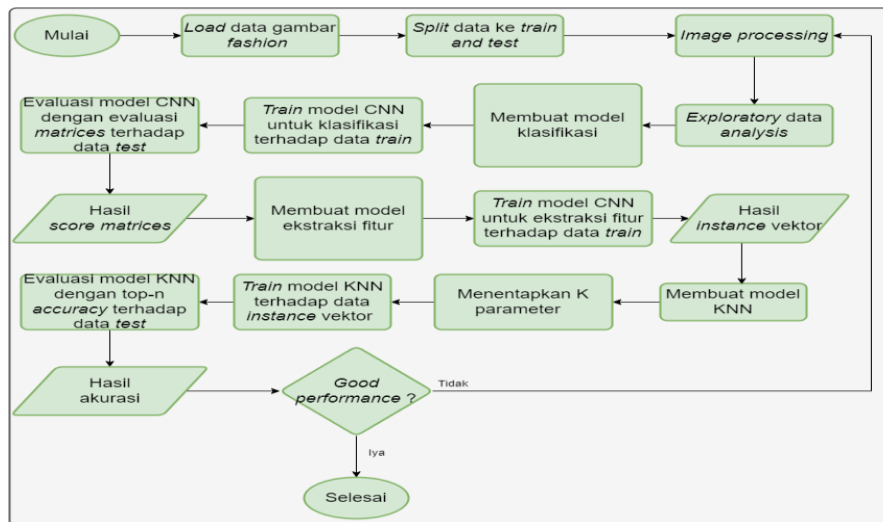 Mulai
Load data gambar
fashion
Split data ke train
and test
Image processing
Evaluasi model CNN
dengan evaluasi
matrices terhadap
data test
Train model CNN
untuk klasifikasi
terhadap data train
Membuat model
klasifikasi
Exploratory data
analysis
Hasil
score matrices
Membuat model
ekstraksi fitur
Train model CNN
untuk ekstraksi fitur
terhadap data train
Hasil
instance vektor
Evaluasi model KNN
dengan top-n
accuracy terhadap
data test
Train model KNN
terhadap data
instance vektor
Menentapkan K
parameter
Membuat model
KNN
Hasil
akurasi
Good
performance ?
Tidak
Iya
Selesai